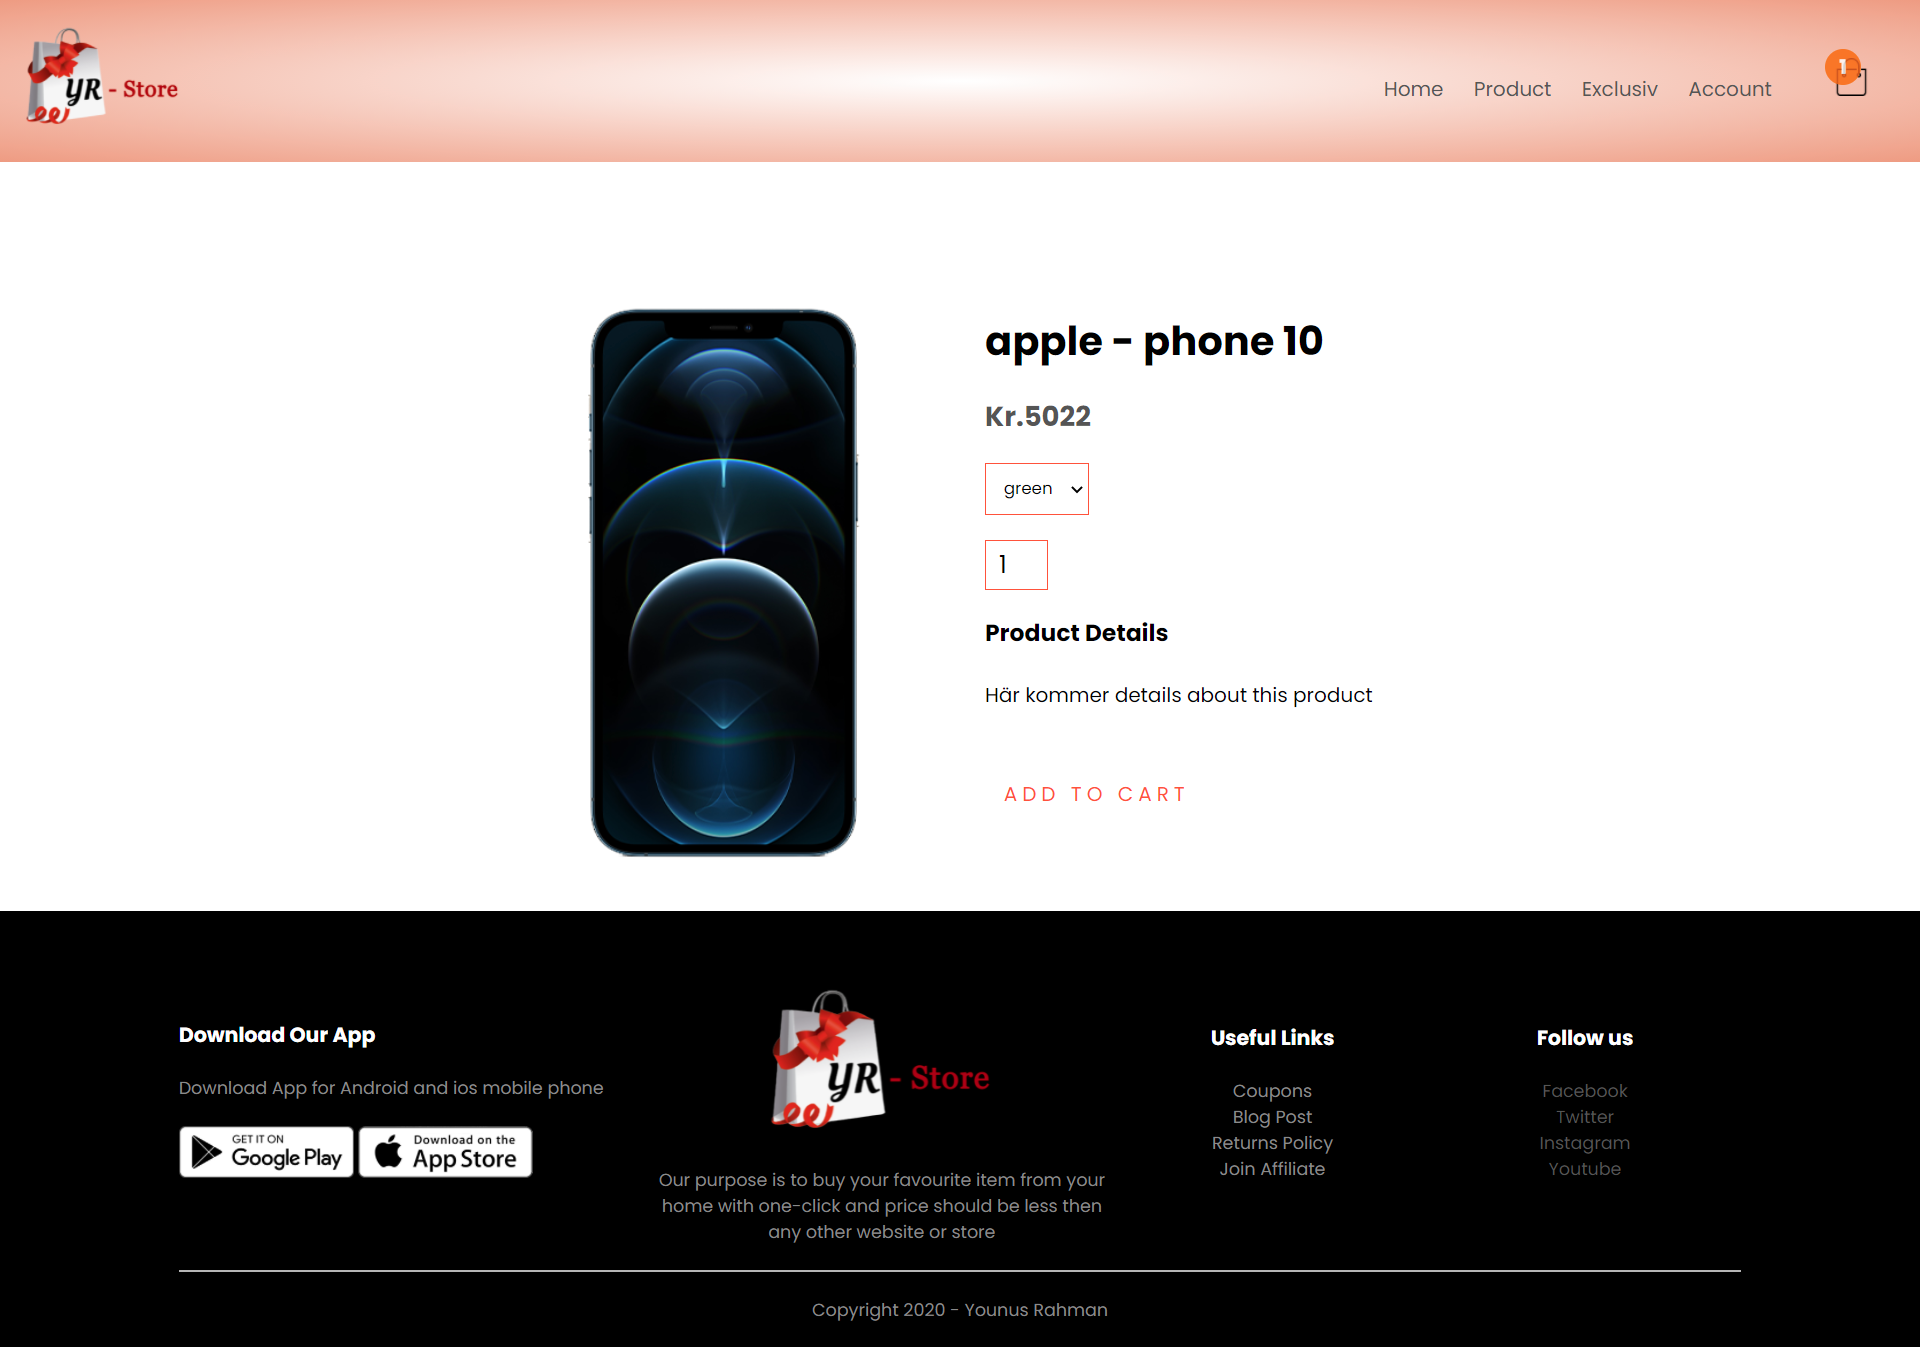 YR - Store
Home Product Exclusiv Account
1
apple - phone 10
Kr.5022
green
1
Product Details
Här kommer details about this product
ADD TO CART
Download Our App
Download App for Android and ios mobile phone
GET IT ON
Google Play
Download on the
App Store
YR - Store
Our purpose is to buy your favourite item from your
home with one-click and price should be less then
any other website or store
Useful Links
Coupons
Blog Post
Returns Policy
Join Affiliate
Follow us
Facebook
Twitter
Instagram
Youtube
Copyright 2020 - Younus Rahman